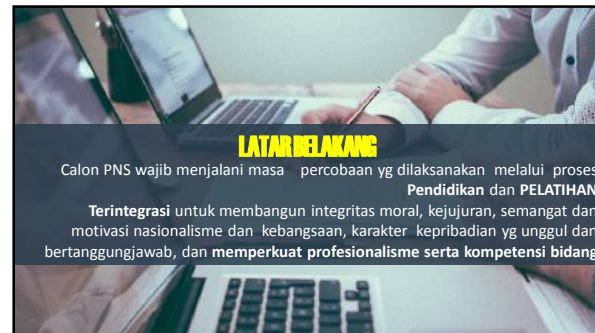 LATAR BELAKANG
Calon PNS wajib menjalani masa percobaan yg dilaksanakan melalui proses
Pendidikan dan PELATIHAN
Terintegrasi untuk membangun integritas moral, kejujuran, semangat dan
motivasi nasionalisme dan kebangsaan, karakter kepribadian yg unggul dan
bertanggungjawab, dan memperkuat profesionalisme serta kompetensi bidang